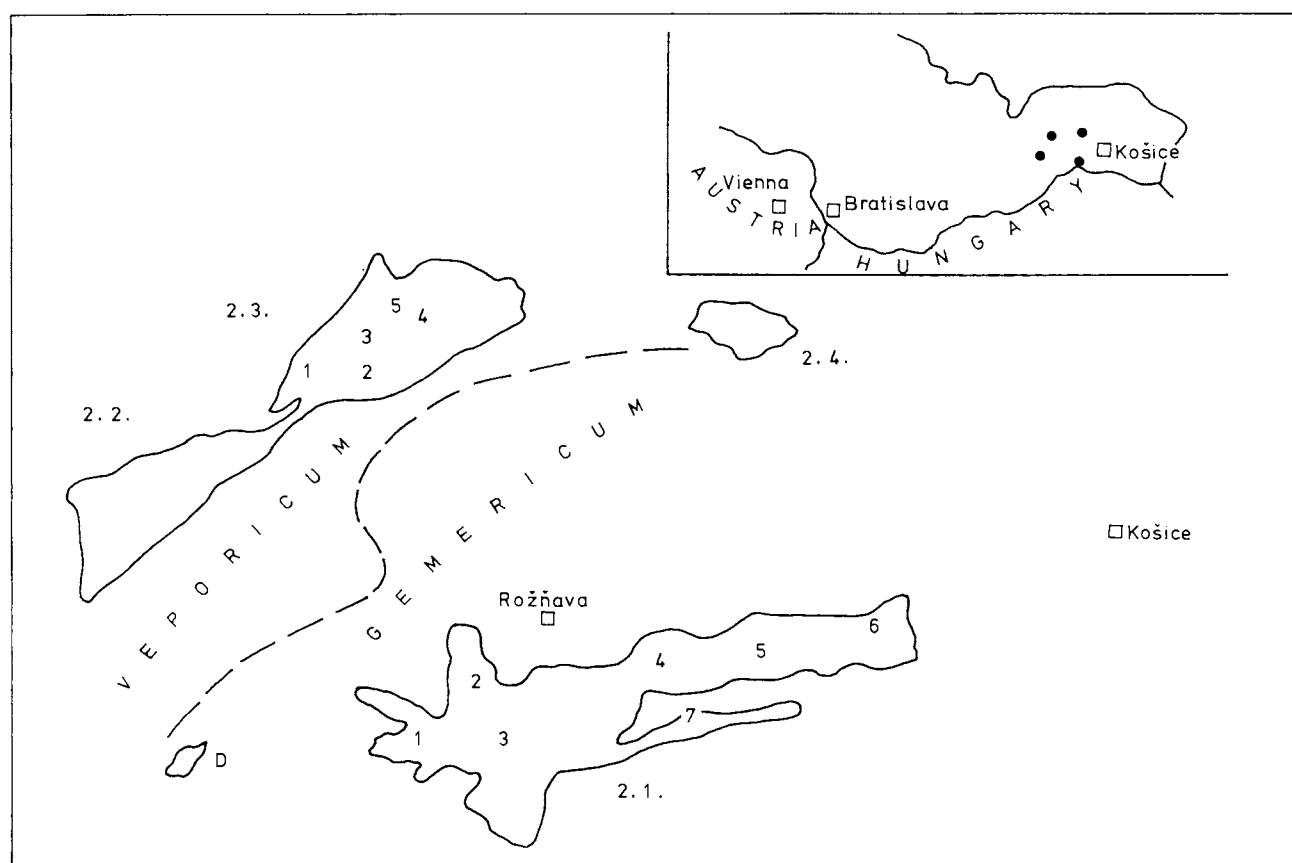 AUSTRIA
Vienna
Bratislava
HUNGARY
Košice
2.3.
5
4
3
1
2
2.4.
2.2.
VEPORICUM
GEMERICUM
Košice
Rožňava
6
5
4
2
7
1
3
D
2.1.